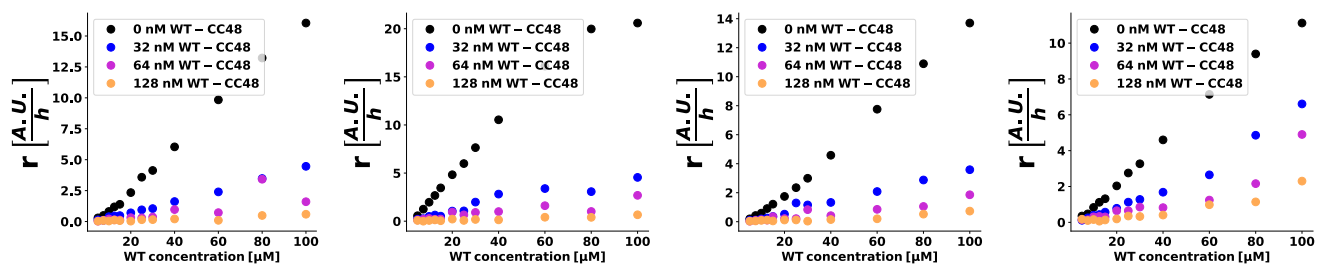 0 nM WT – CC48
32 nM WT – CC48
64 nM WT – CC48
128 nM WT – CC48
15.0
12.5
10.0
7.5
5.0
2.5
0.0
r [A.U./h]
20 40 60 80 100
WT concentration [µM]
0 nM WT – CC48
32 nM WT – CC48
64 nM WT – CC48
128 nM WT – CC48
20
15
10
5
0
r [A.U./h]
20 40 60 80 100
WT concentration [µM]
0 nM WT – CC48
32 nM WT – CC48
64 nM WT – CC48
128 nM WT – CC48
14
12
10
8
6
4
2
0
r [A.U./h]
20 40 60 80 100
WT concentration [µM]
0 nM WT – CC48
32 nM WT – CC48
64 nM WT – CC48
128 nM WT – CC48
10
8
6
4
2
0
r [A.U./h]
20 40 60 80 100
WT concentration [µM]